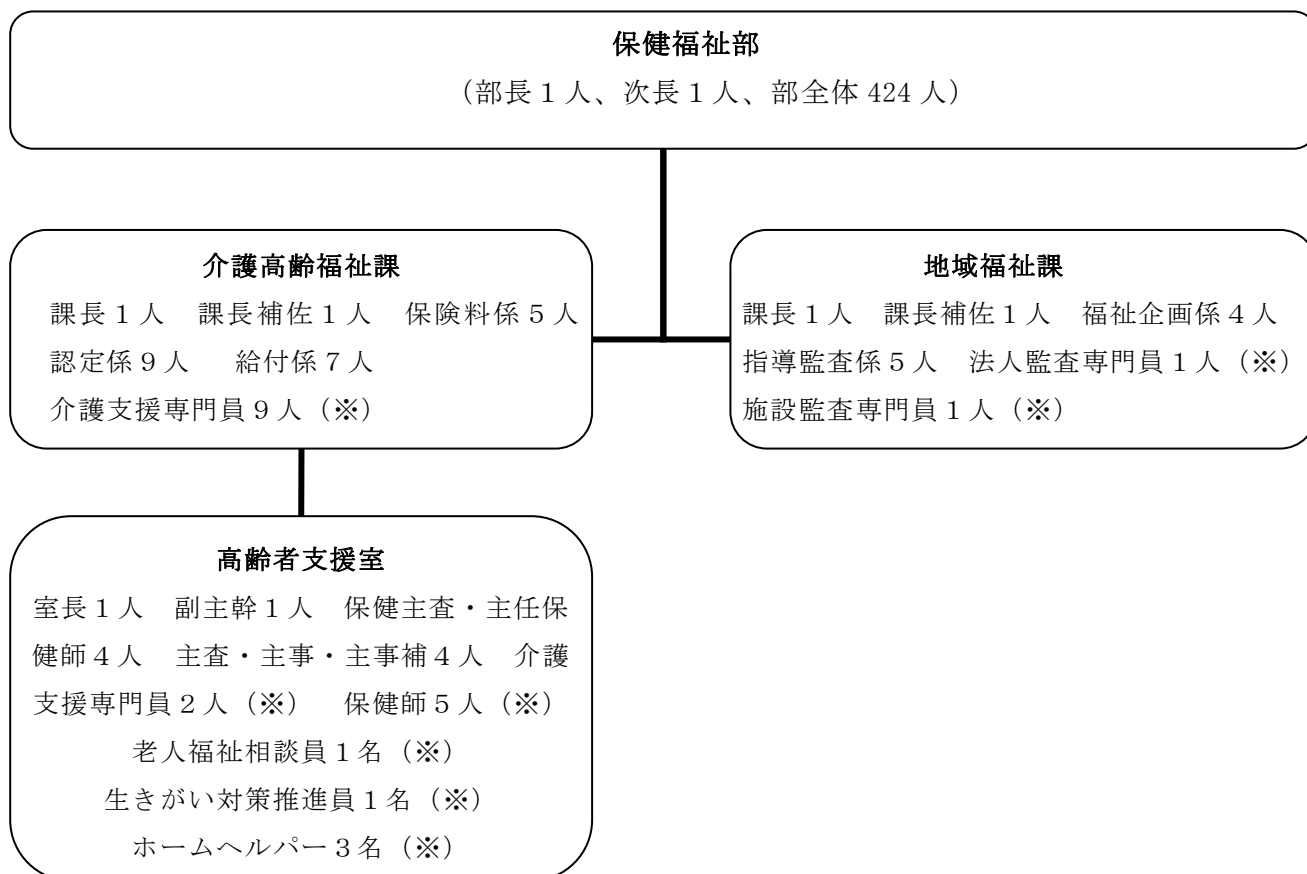 保健福祉部
（部長１人、次長１人、部全体 424 人）
介護高齢福祉課
課長１人　課長補佐１人　保険料係５人
認定係９人　　給付係７人
介護支援専門員９人（※）
地域福祉課
課長１人　課長補佐１人　福祉企画係４人
指導監査係５人　法人監査専門員１人（※）
施設監査専門員１人（※）
高齢者支援室
室長１人　副主幹１人　保健主査・主任保
健師４人　主査・主事・主事補４人　介護
支援専門員２人（※）　保健師５人（※）
老人福祉相談員１名（※）
生きがい対策推進員１名（※）
ホームヘルパー３名（※）